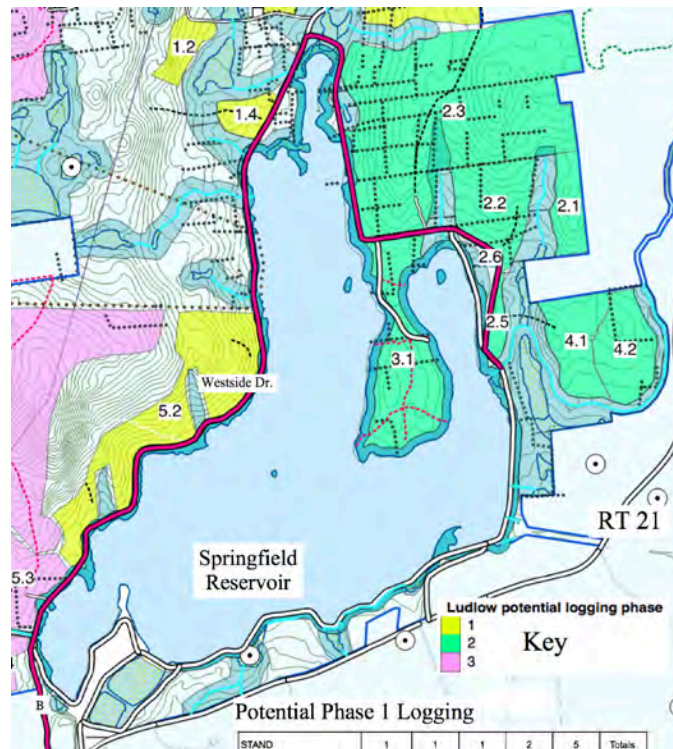 1.2
1.4
2.3
2.2
2.1
2.6
2.5
4.1
4.2
3.1
Westside Dr.
5.2
RT 21
Springfield
Reservoir
5.3
Ludlow potential logging phase
1
2
3
Key
B
Potential Phase 1 Logging
STAND 1 1 1 2 5 Totals